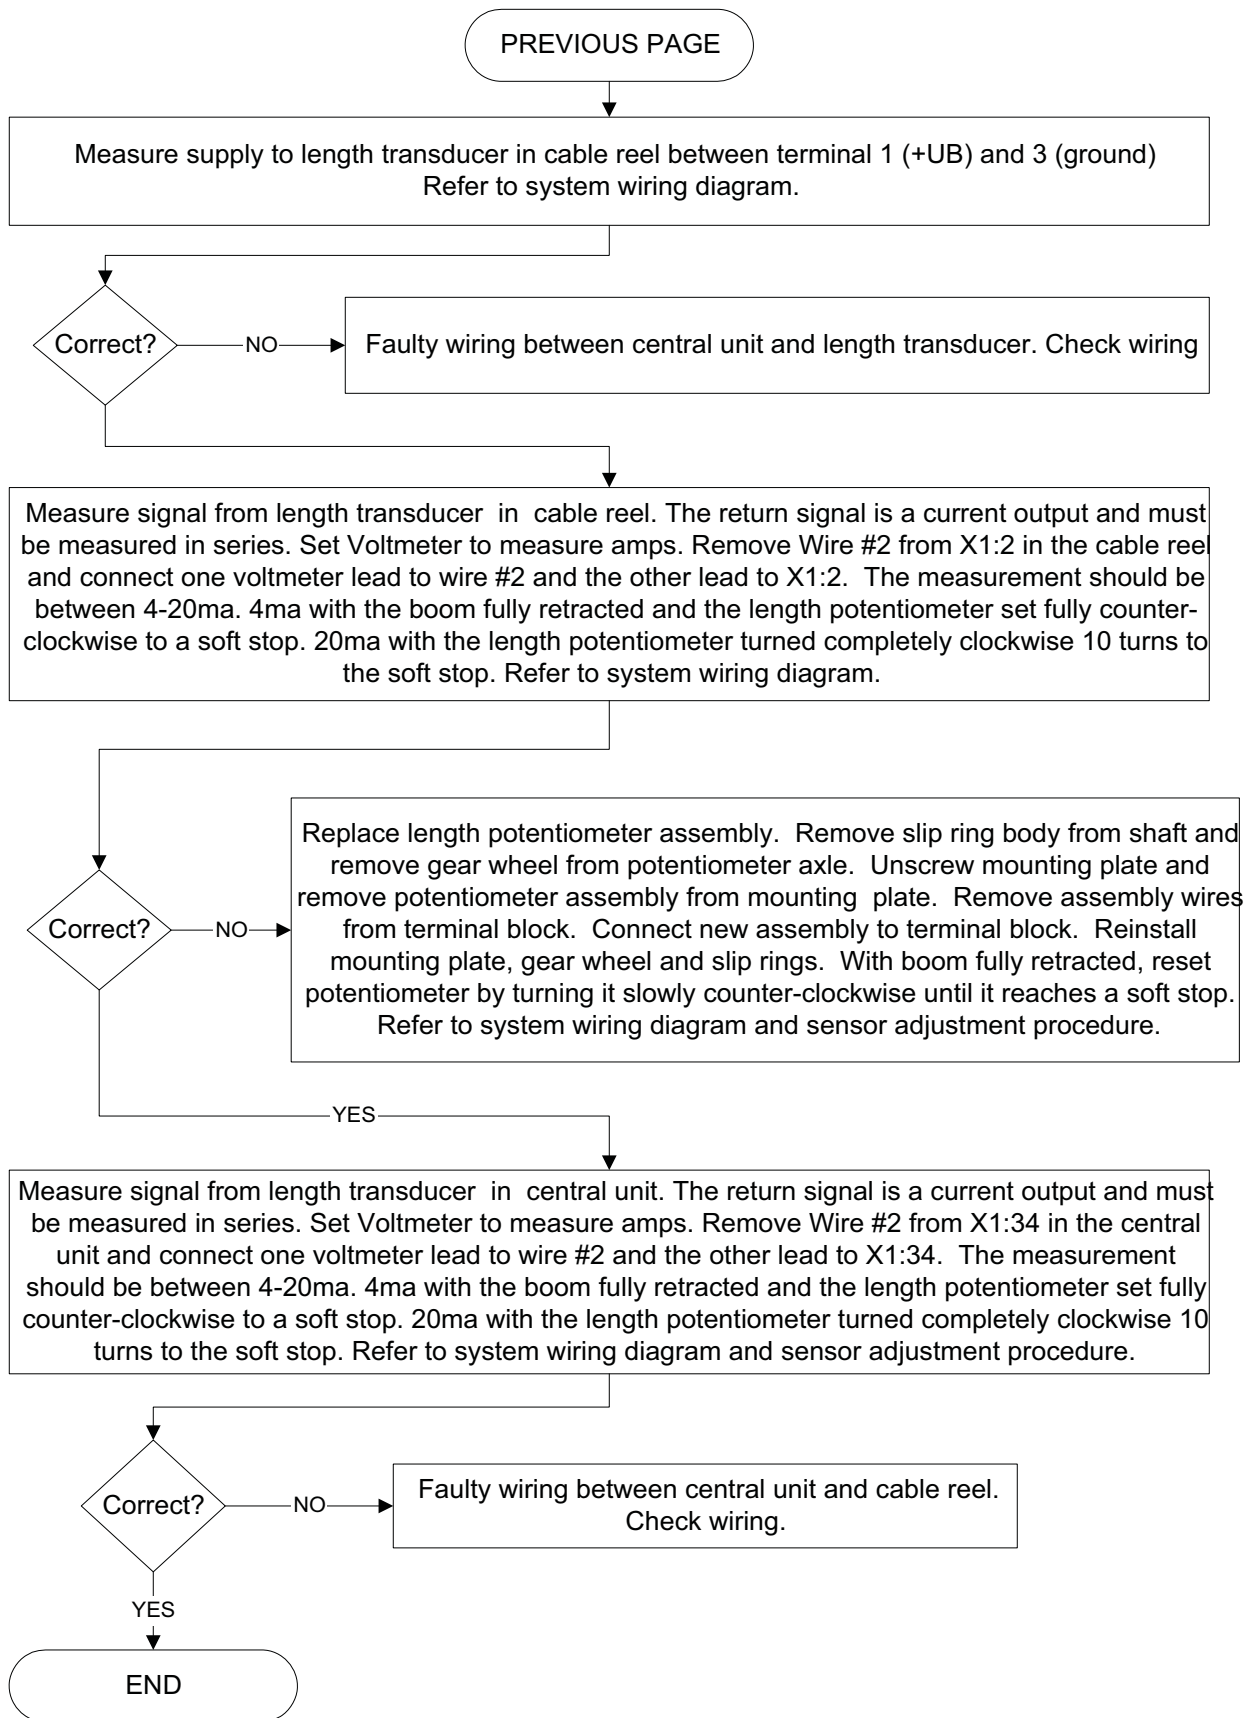 PREVIOUS PAGE
Measure supply to length transducer in cable reel between terminal 1 (+UB) and 3 (ground)
Refer to system wiring diagram.
Correct?
NO
Faulty wiring between central unit and length transducer. Check wiring
Measure signal from length transducer in cable reel. The return signal is a current output and must
be measured in series. Set Voltmeter to measure amps. Remove Wire #2 from X1:2 in the cable reel
and connect one voltmeter lead to wire #2 and the other lead to X1:2. The measurement should be
between 4-20ma. 4ma with the boom fully retracted and the length potentiometer set fully counter-
clockwise to a soft stop. 20ma with the length potentiometer turned completely clockwise 10 turns to
the soft stop. Refer to system wiring diagram.
Correct?
NO
Replace length potentiometer assembly. Remove slip ring body from shaft and
remove gear wheel from potentiometer axle. Unscrew mounting plate and
remove potentiometer assembly from mounting plate. Remove assembly wires
from terminal block. Connect new assembly to terminal block. Reinstall
mounting plate, gear wheel and slip rings. With boom fully retracted, reset
potentiometer by turning it slowly counter-clockwise until it reaches a soft stop.
Refer to system wiring diagram and sensor adjustment procedure.
YES
Measure signal from length transducer in central unit. The return signal is a current output and must
be measured in series. Set Voltmeter to measure amps. Remove Wire #2 from X1:34 in the central
unit and connect one voltmeter lead to wire #2 and the other lead to X1:34. The measurement
should be between 4-20ma. 4ma with the boom fully retracted and the length potentiometer set fully
counter-clockwise to a soft stop. 20ma with the length potentiometer turned completely clockwise 10
turns to the soft stop. Refer to system wiring diagram and sensor adjustment procedure.
Correct?
NO
Faulty wiring between central unit and cable reel.
Check wiring.
YES
END